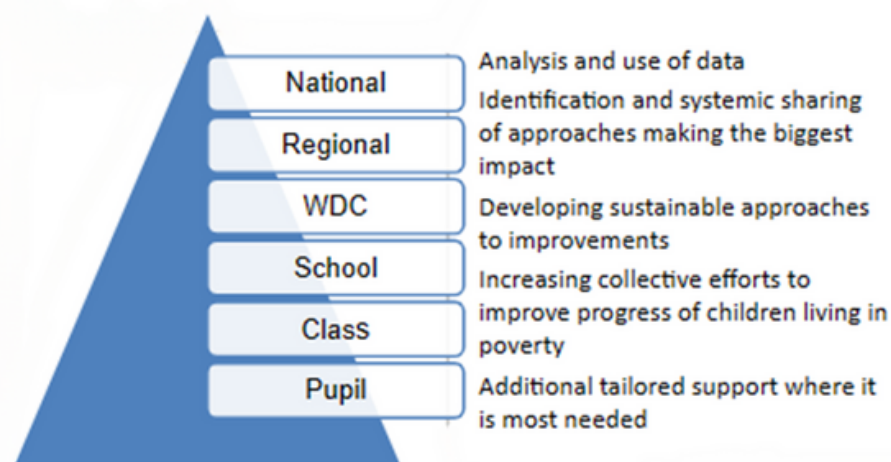 National
Regional
WDC
School
Class
Pupil
Analysis and use of data
Identification and systemic sharing
of approaches making the biggest
impact
Developing sustainable approaches
to improvements
Increasing collective efforts to
improve progress of children living in
poverty
Additional tailored support where it
is most needed